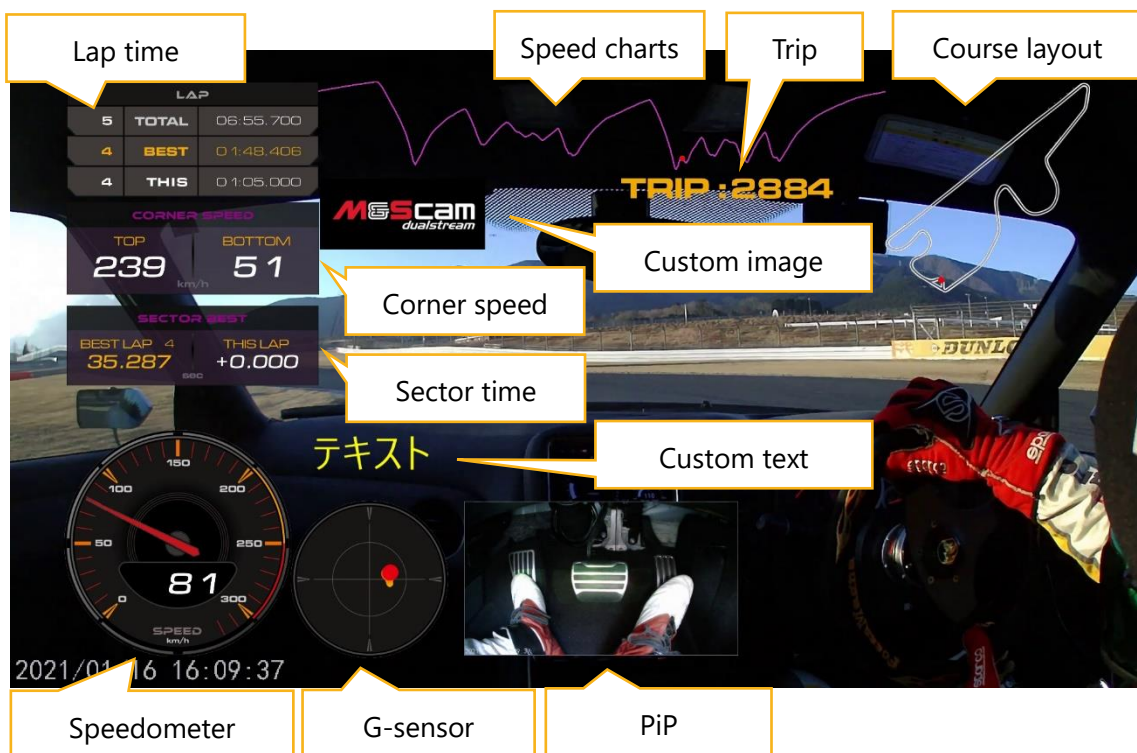 Lap time
Speed charts
Trip
Course layout
LAP
5 TOTAL 06:55.700
4 BEST 01:48.406
4 THIS 01:05.000
TRIP :2884
CORNER SPEED
TOP BOTTOM
239 51
km/h
M&Scam
dualstream
Custom image
Corner speed
SECTOR BEST
BEST LAP 4 THIS LAP
35.287 +0.000
sec
DUNLO
Sector time
テキスト
Custom text
0 50 100 150 200 250 300
81
SPEED
km/h
2021/01 16 16:09:37
Speedometer
G-sensor
PiP